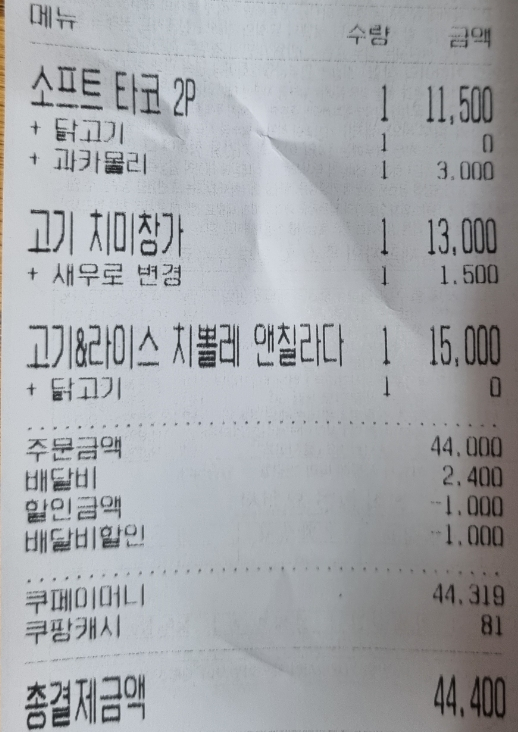 메뉴 수량 금액
소프트 타코 2P 1 11,500
+ 닭고기 1 0
+ 과카몰리 1 3,000
고기 치미창가 1 13,000
+ 새우로 변경 1 1,500
고기&라이스 치뽈레 앤칠라다 1 15,000
+ 닭고기 1 0
주문금액 44,000
배달비 2,400
할인금액 -1,000
배달비할인 -1,000
쿠페이머니 44,319
쿠팡캐시 81
총결제금액 44,400